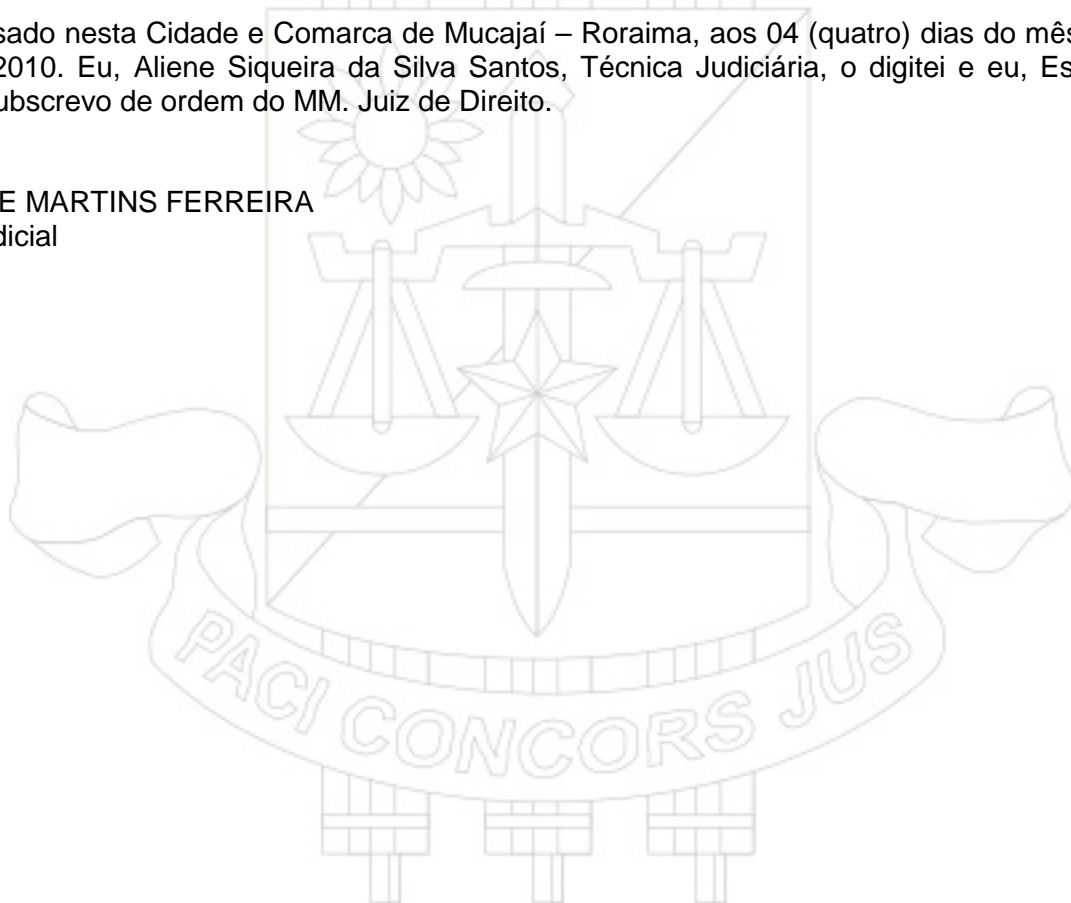 sado nesta Cidade e Comarca de Mucajaí – Roraima, aos 04 (quatro) dias do mês
2010. Eu, Aliene Siqueira da Silva Santos, Técnica Judiciária, o digitei e eu, Es
ubscrevo de ordem do MM. Juiz de Direito.
E MARTINS FERREIRA
dicial
PACI CONCORS JUS